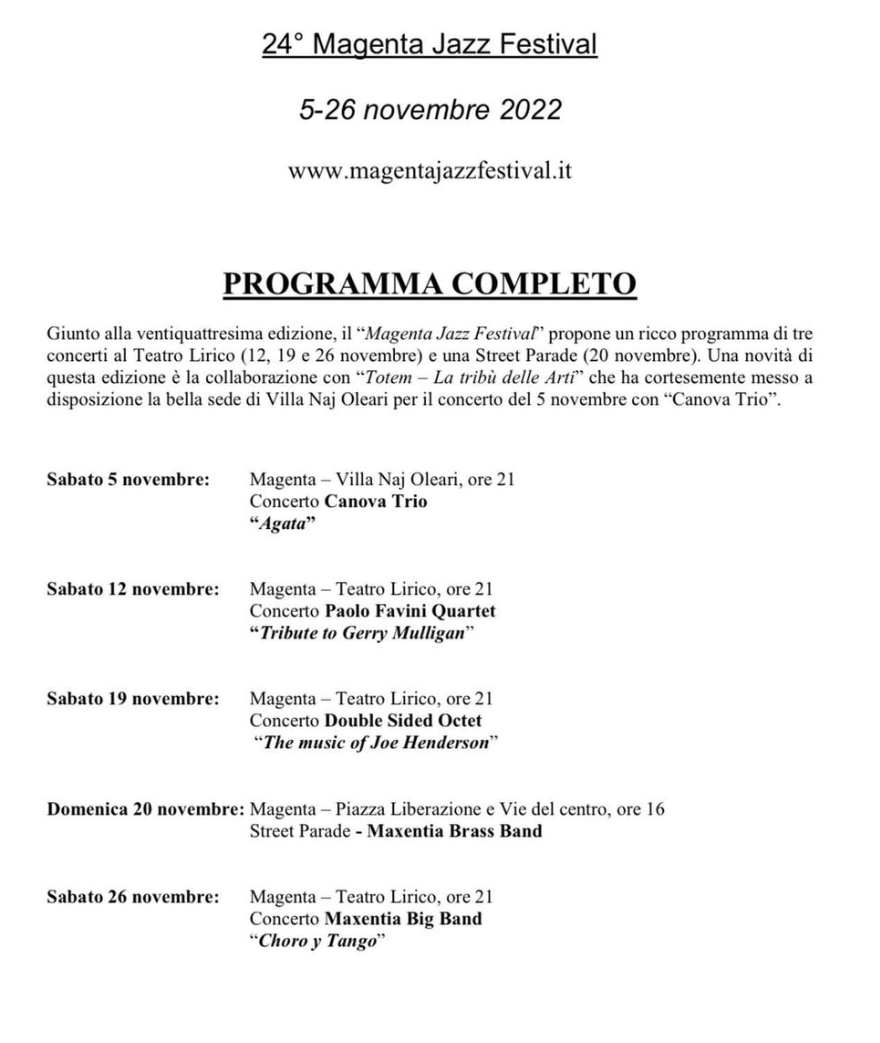 24° Magenta Jazz Festival
5-26 novembre 2022
www.magentajazzfestival.it
PROGRAMMA COMPLETO
Giunto alla ventiquattresima edizione, il “Magenta Jazz Festival” propone un ricco programma di tre
concerti al Teatro Lirico (12, 19 e 26 novembre) e una Street Parade (20 novembre). Una novità di
questa edizione è la collaborazione con “Totem – La tribù delle Arti” che ha cortesemente messo a
disposizione la bella sede di Villa Naj Oleari per il concerto del 5 novembre con “Canova Trio”.
Sabato 5 novembre: Magenta – Villa Naj Oleari, ore 21
Concerto Canova Trio
“Agata”
Sabato 12 novembre: Magenta – Teatro Lirico, ore 21
Concerto Paolo Favini Quartet
“Tribute to Gerry Mulligan”
Sabato 19 novembre: Magenta – Teatro Lirico, ore 21
Concerto Double Sided Octet
“The music of Joe Henderson”
Domenica 20 novembre: Magenta – Piazza Liberazione e Vie del centro, ore 16
Street Parade - Maxentia Brass Band
Sabato 26 novembre: Magenta – Teatro Lirico, ore 21
Concerto Maxentia Big Band
“Choro y Tango”